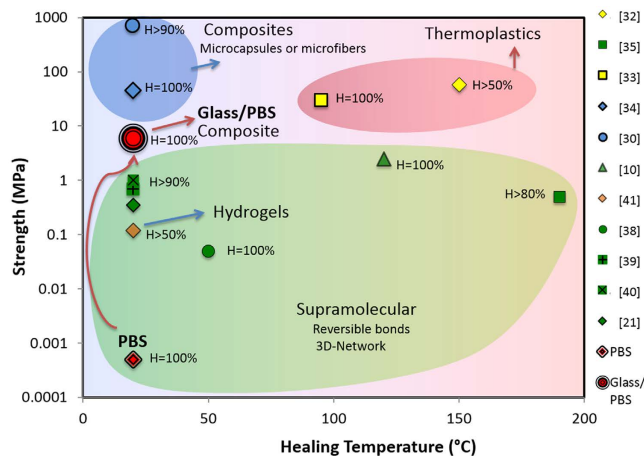 1000
100
10
1
0.1
0.01
0.001
0.0001
Strength (MPa)
0
50
100
150
200
Healing Temperature (°C)
H>90%
Composites
Microcapsules or microfibers
H=100%
Thermoplastics
H=100%
H>50%
Glass/PBS
Composite
H=100%
H>90%
H=100%
H>80%
Hydrogels
H>50%
H=100%
Supramolecular
Reversible bonds
3D-Network
PBS
H=100%
[32]
[35]
[33]
[34]
[30]
[10]
[41]
[38]
[39]
[40]
[21]
PBS
Glass/
PBS